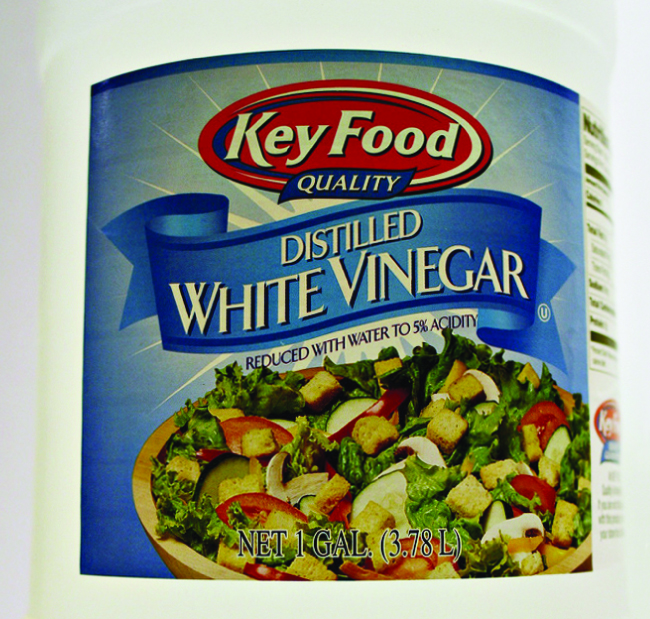 Key Food
QUALITY
DISTILLED
WHITE VINEGAR
U
REDUCED WITH WATER TO 5% ACIDITY
NET 1 GAL. (3.78 L)